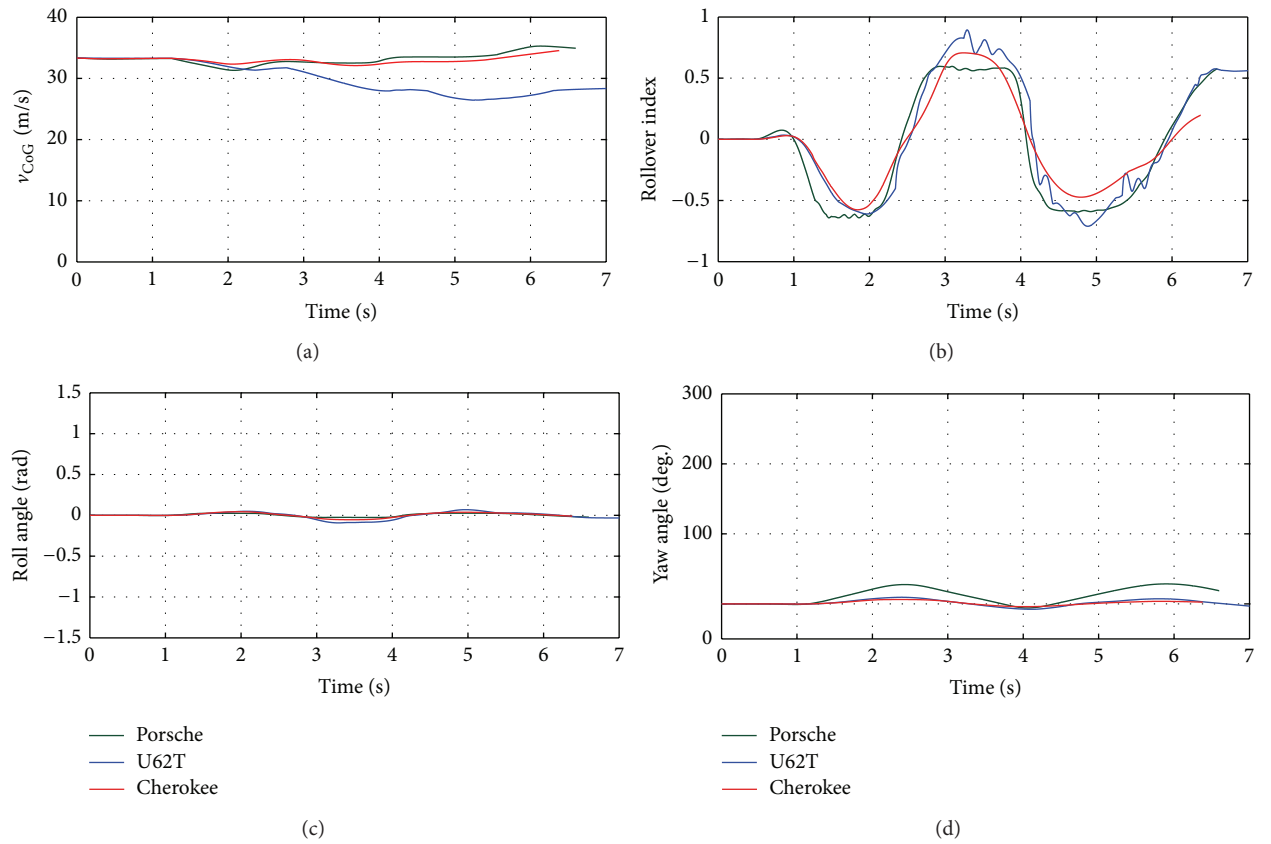 40
30
20
10
0
0 1 2 3 4 5 6 7
νCoG (m/s)
Time (s)
(a)
1
0.5
0
−0.5
−1
0 1 2 3 4 5 6 7
Rollover index
Time (s)
(b)
1.5
1
0.5
0
−0.5
−1
−1.5
0 1 2 3 4 5 6 7
Roll angle (rad)
Time (s)
Porsche
U62T
Cherokee
(c)
300
200
100
0
0 1 2 3 4 5 6 7
Yaw angle (deg.)
Time (s)
Porsche
U62T
Cherokee
(d)